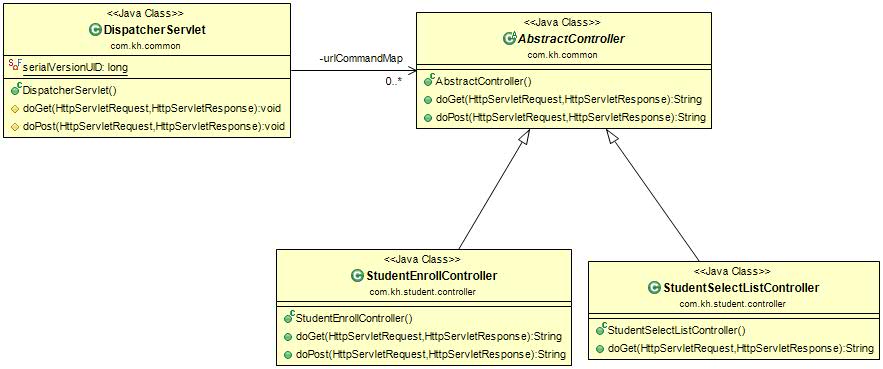 <<Java Class>>
DispatcherServlet
com.kh.common
serialVersionUID: long
DispatcherServlet()
doGet(HttpServletRequest,HttpServletResponse):void
doPost(HttpServletRequest,HttpServletResponse):void
-urlCommandMap
0..*
<<Java Class>>
AbstractController
com.kh.common
AbstractController()
doGet(HttpServletRequest,HttpServletResponse):String
doPost(HttpServletRequest,HttpServletResponse):String
<<Java Class>>
StudentEnrollController
com.kh.student.controller
StudentEnrollController()
doGet(HttpServletRequest,HttpServletResponse):String
doPost(HttpServletRequest,HttpServletResponse):String
<<Java Class>>
StudentSelectListController
com.kh.student.controller
StudentSelectListController()
doGet(HttpServletRequest,HttpServletResponse):String